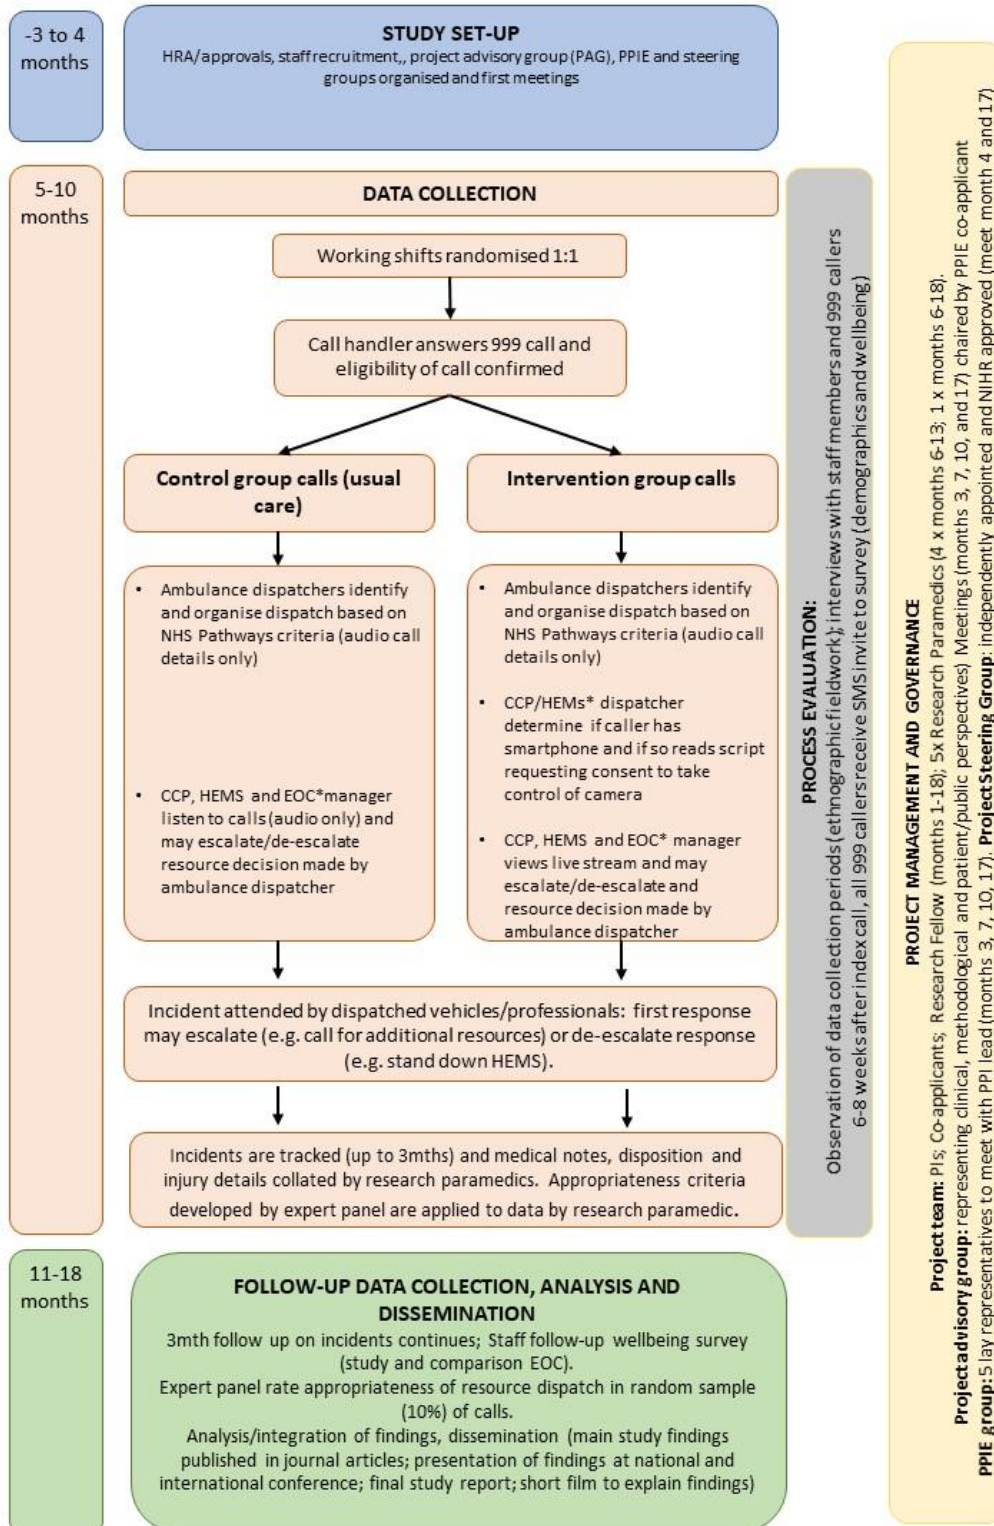 -3 to 4
months
STUDY SET-UP
HRA/approvals, staff recruitment,, project advisory group (PAG), PPIE and steering
groups organised and first meetings
5-10
months
DATA COLLECTION
Working shifts randomised 1:1
Call handler answers 999 call and
eligibility of call confirmed
Control group calls (usual
care)
Intervention group calls
• Ambulance dispatchers identify
and organise dispatch based on
NHS Pathways criteria (audio call
details only)
• CCP, HEMS and EOC*manager
listen to calls (audio only) and
may escalate/de-escalate
resource decision made by
ambulance dispatcher
• Ambulance dispatchers identify
and organise dispatch based on
NHS Pathways criteria (audio call
details only)
• CCP/HEMs* dispatcher
determine if caller has
smartphone and if so reads script
requesting consent to take
control of camera
• CCP, HEMS and EOC* manager
views live stream and may
escalate/de-escalate and
resource decision made by
ambulance dispatcher
Incident attended by dispatched vehicles/professionals: first response
may escalate (e.g. call for additional resources) or de-escalate response
(e.g. stand down HEMS).
Incidents are tracked (up to 3mths) and medical notes, disposition and
injury details collated by research paramedics. Appropriateness criteria
developed by expert panel are applied to data by research paramedic.
11-18
months
FOLLOW-UP DATA COLLECTION, ANALYSIS AND
DISSEMINATION
3mth follow up on incidents continues; Staff follow-up wellbeing survey
(study and comparison EOC).
Expert panel rate appropriateness of resource dispatch in random sample
(10%) of calls.
Analysis/integration of findings, dissemination (main study findings
published in journal articles; presentation of findings at national and
international conference; final study report; short film to explain findings)
PROCESS EVALUATION:
Observation of data collection periods (ethnographic fieldwork); interviews with staff members and 999 callers
6-8 weeks after index call, all 999 callers receive SMS invite to survey (demographics and wellbeing)
PROJECT MANAGEMENT AND GOVERNANCE
Project team: PIs; Co-applicants; Research Fellow (months 1-18); 5x Research Paramedics (4 x months 6-13; 1 x months 6-18).
Project advisory group: representing clinical, methodological and patient/public perspectives) Meetings (months 3, 7, 10, and 17) chaired by PPIE co-applicant
PPIE group: 5 lay representatives to meet with PPI lead (months 3, 7, 10, 17). Project Steering Group: independently appointed and NIHR approved (meet month 4 and 17)